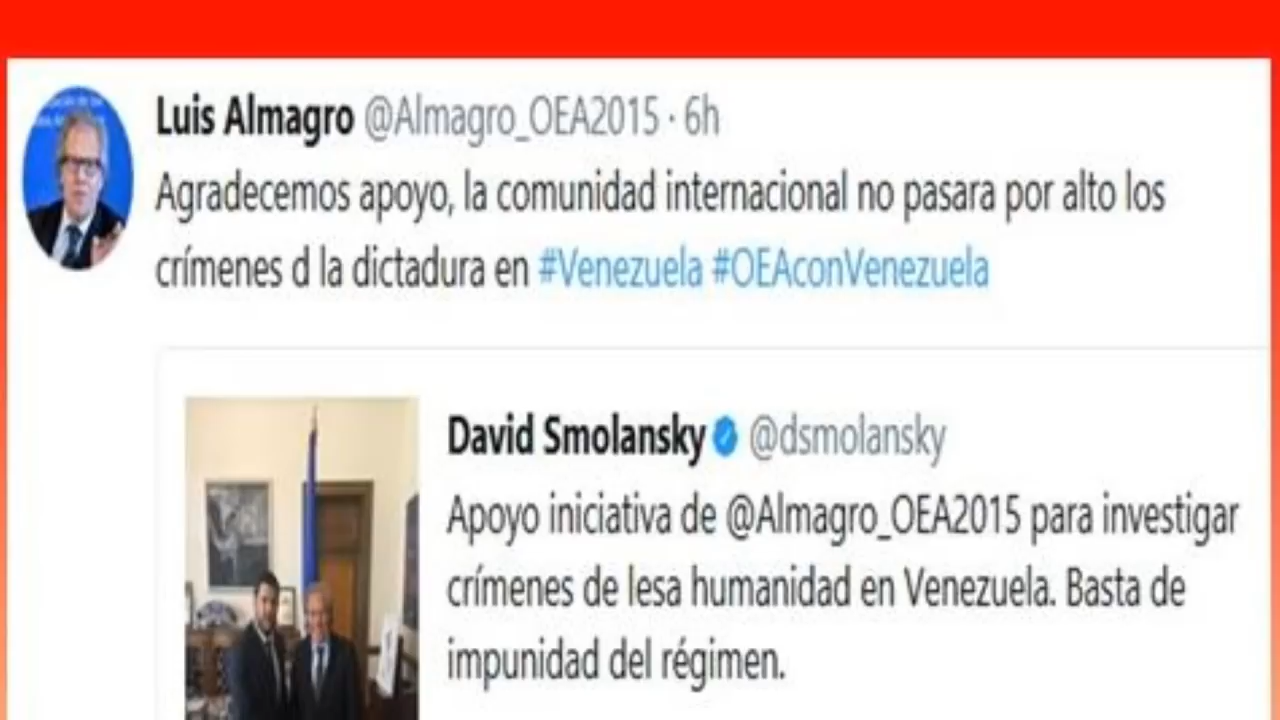 Luis Almagro @Almagro_OEA2015 · 6h
Agradecemos apoyo, la comunidad internacional no pasara por alto los
crímenes d la dictadura en #Venezuela #OEAconVenezuela
David Smolansky @dsmolansky
Apoyo iniciativa de @Almagro_OEA2015 para investigar
crímenes de lesa humanidad en Venezuela. Basta de
impunidad del régimen.